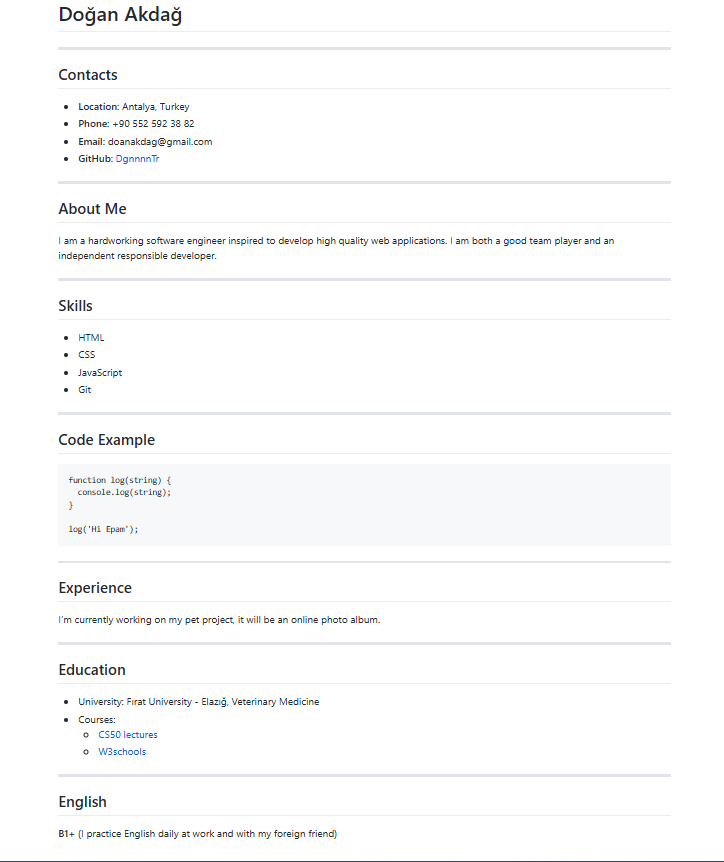 Doğan Akdağ
Contacts
Location: Antalya, Turkey
Phone: +90 552 592 38 82
Email: doanakdag@gmail.com
GitHub: DgnnnnTr
About Me
I am a hardworking software engineer inspired to develop high quality web applications. I am both a good team player and an
independent responsible developer.
Skills
HTML
CSS
JavaScript
Git
Code Example
function log(string) {
  console.log(string);
}
log('Hi Epam');
Experience
I'm currently working on my pet project, it will be an online photo album.
Education
University: Fırat University - Elazığ, Veterinary Medicine
Courses:
CS50 lectures
W3schools
English
B1+ (I practice English daily at work and with my foreign friend)